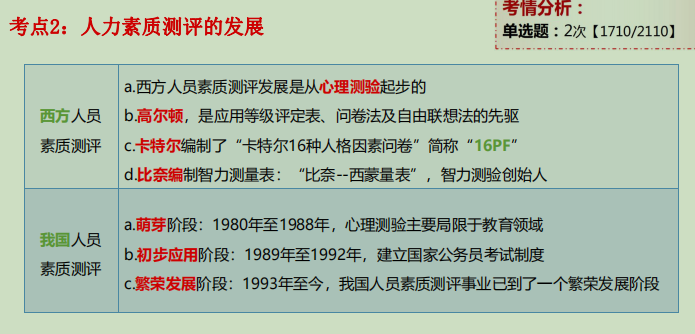 考情分析：
考点2：人力素质测评的发展
单选题：2次【1710/2110】
西方人员
素质测评
a.西方人员素质测评发展是从心理测验起步的
b.高尔顿，是应用等级评定表、问卷法及自由联想法的先驱
c.卡特尔编制了“卡特尔16种人格因素问卷”简称“16PF”
d.比奈编制智力测量表：“比奈--西蒙量表”，智力测验创始人
我国人员
素质测评
a.萌芽阶段：1980年至1988年，心理测验主要局限于教育领域
b.初步应用阶段：1989年至1992年，建立国家公务员考试制度
c.繁荣发展阶段：1993年至今，我国人员素质测评事业已到了一个繁荣发展阶段